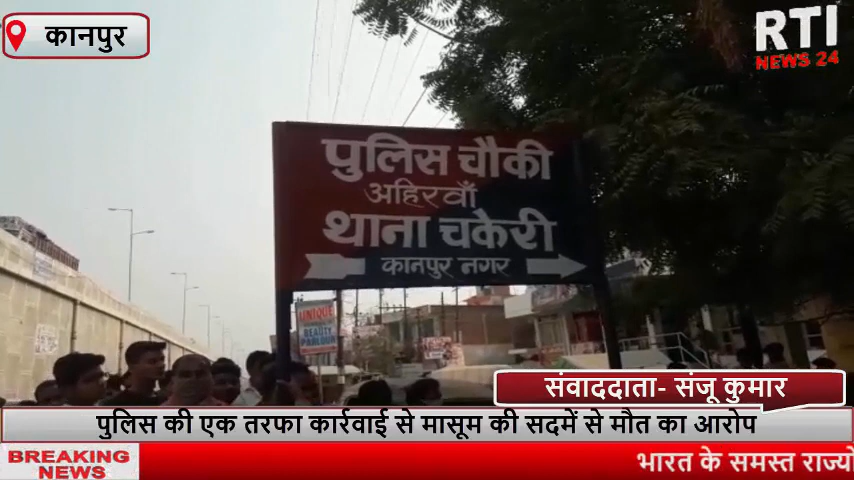 कानपुर
RTI
NEWS 24
पुलिस चौकी
अहिरवाँ
थाना चकेरी
कानपुर नगर
UNIQUE
BEAUTY
PARLOUR
संवाददाता- संजू कुमार
पुलिस की एक तरफा कार्रवाई से मासूम की सदमें से मौत का आरोप
BREAKING
NEWS
भारत के समस्त राज्यो